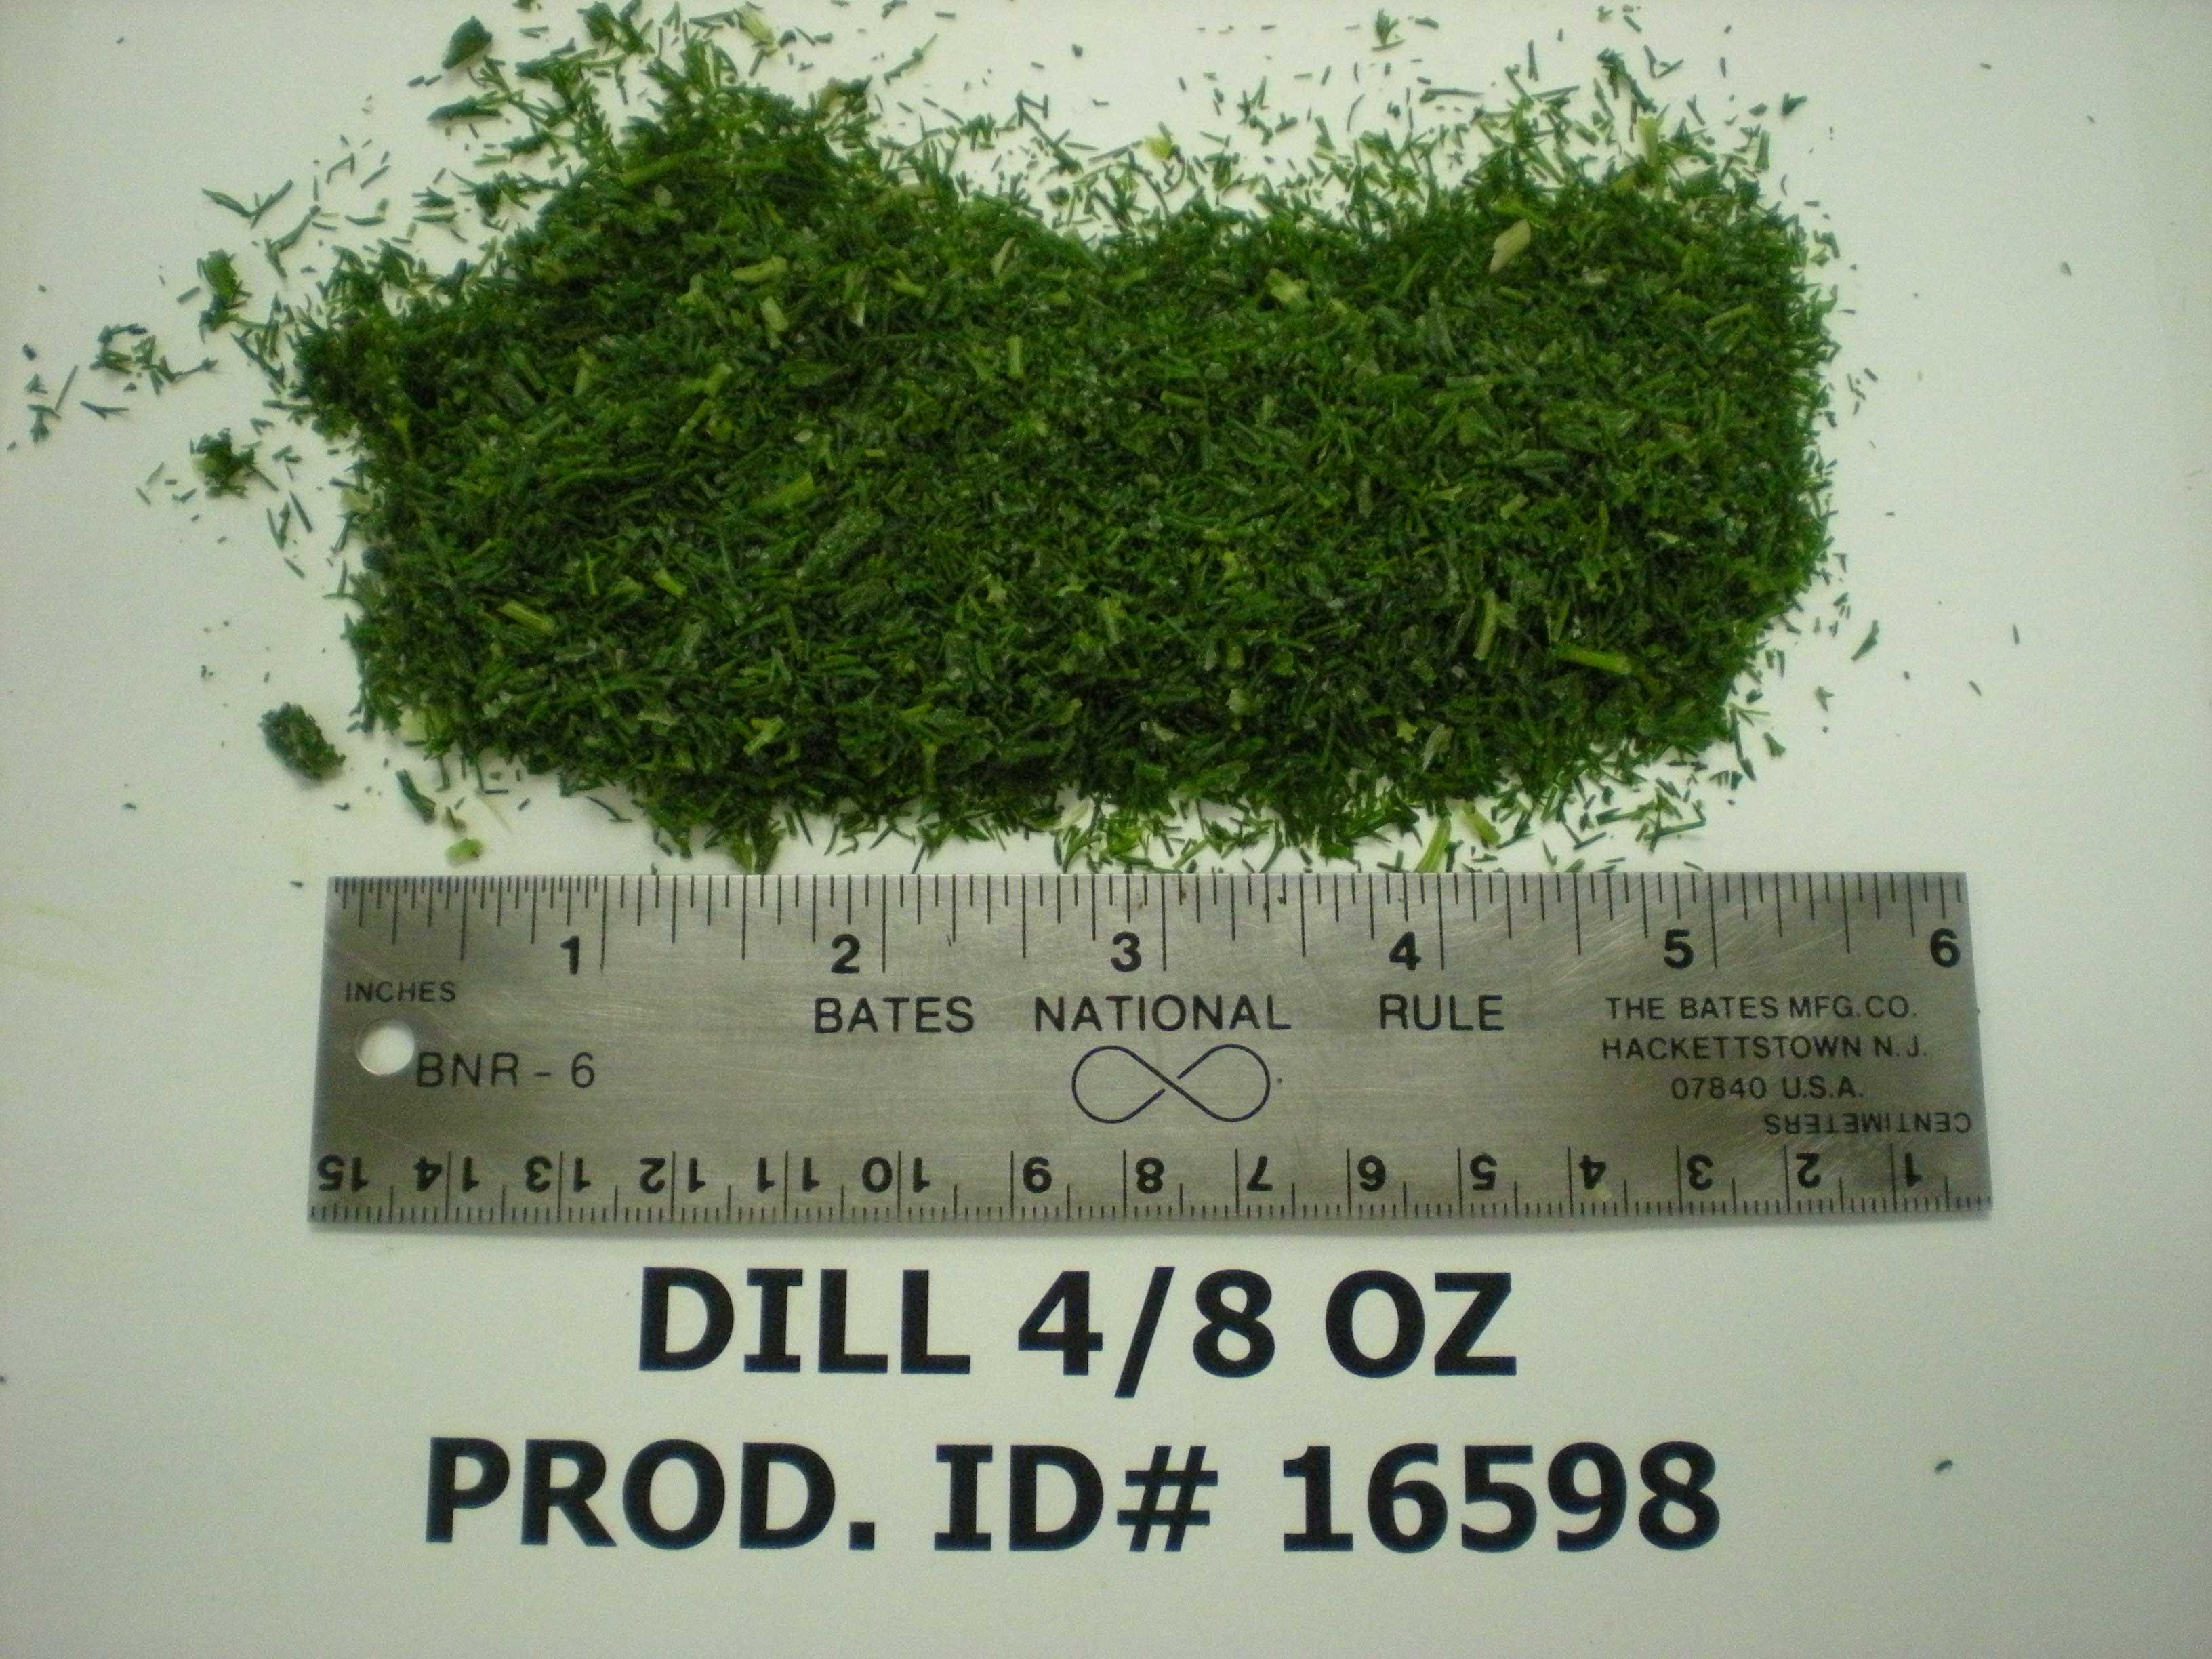 1 2 3 4 5 6
INCHES
BATES NATIONAL RULE
THE BATES MFG.CO.
HACKETTSTOWN N.J.
07840 U.S.A.
BNR - 6
CENTIMETERS
1 2 3 4 5 6 7 8 9 10 11 12 13 14 15
DILL 4/8 OZ
PROD. ID# 16598